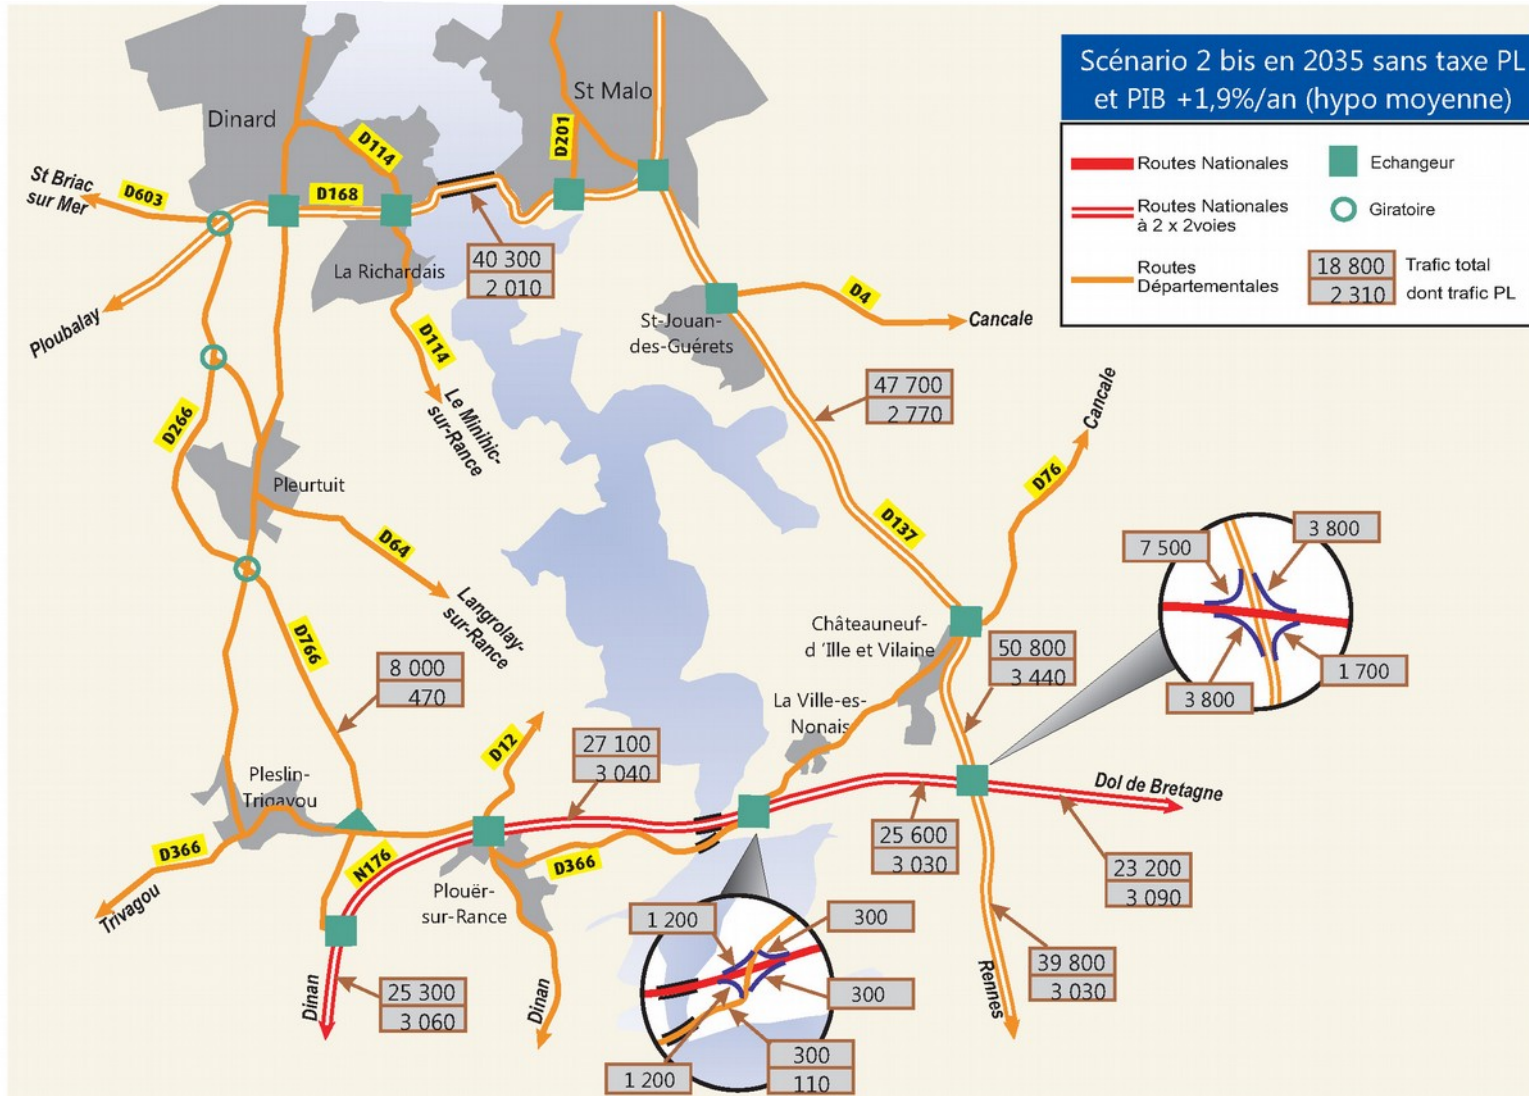 Scénario 2 bis en 2035 sans taxe PL
et PIB +1,9%/an (hypo moyenne)
Routes Nationales
Echangeur
Routes Nationales
à 2 x 2voies
Giratoire
Routes
Départementales
18 800
Trafic total
2 310
dont trafic PL
St Malo
Dinard
D114
D201
St Briac
sur Mer
D603
D168
La Richardais
40 300
2 010
Ploubalay
D4
Cancale
St-Jouan-
des-Guérets
D114
Le Minihic-
sur-Rance
47 700
2 770
Cancale
D266
D76
Pleurtuit
D137
D64
Langrolay-
sur-Rance
7 500
3 800
3 800
1 700
Châteauneuf-
d 'Ille et Vilaine
50 800
3 440
D766
8 000
470
La Ville-es-
Nonais
D12
27 100
3 040
Pleslin-
Trigavou
Dol de Bretagne
D366
N176
D366
25 600
3 030
23 200
3 090
Trivagou
Plouër-
sur-Rance
1 200
300
300
1 200
300
110
39 800
3 030
Rennes
Dinan
25 300
3 060
Dinan